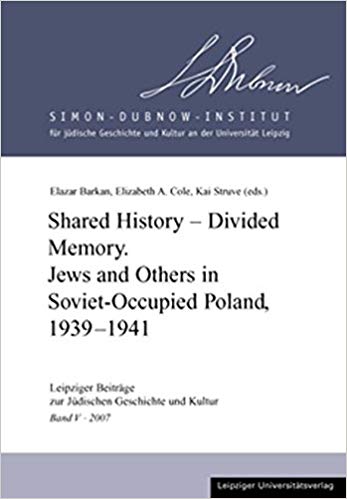 S. Dubnow
SIMON-DUBNOW-INSTITUT
für jüdische Geschichte und Kultur an der Universität Leipzig
Elazar Barkan, Elizabeth A. Cole, Kai Struve (eds.)
Shared History – Divided
Memory.
Jews and Others in
Soviet-Occupied Poland,
1939–1941
Leipziger Beiträge
zur Jüdischen Geschichte und Kultur
Band V · 2007
Leipziger Universitätsverlag